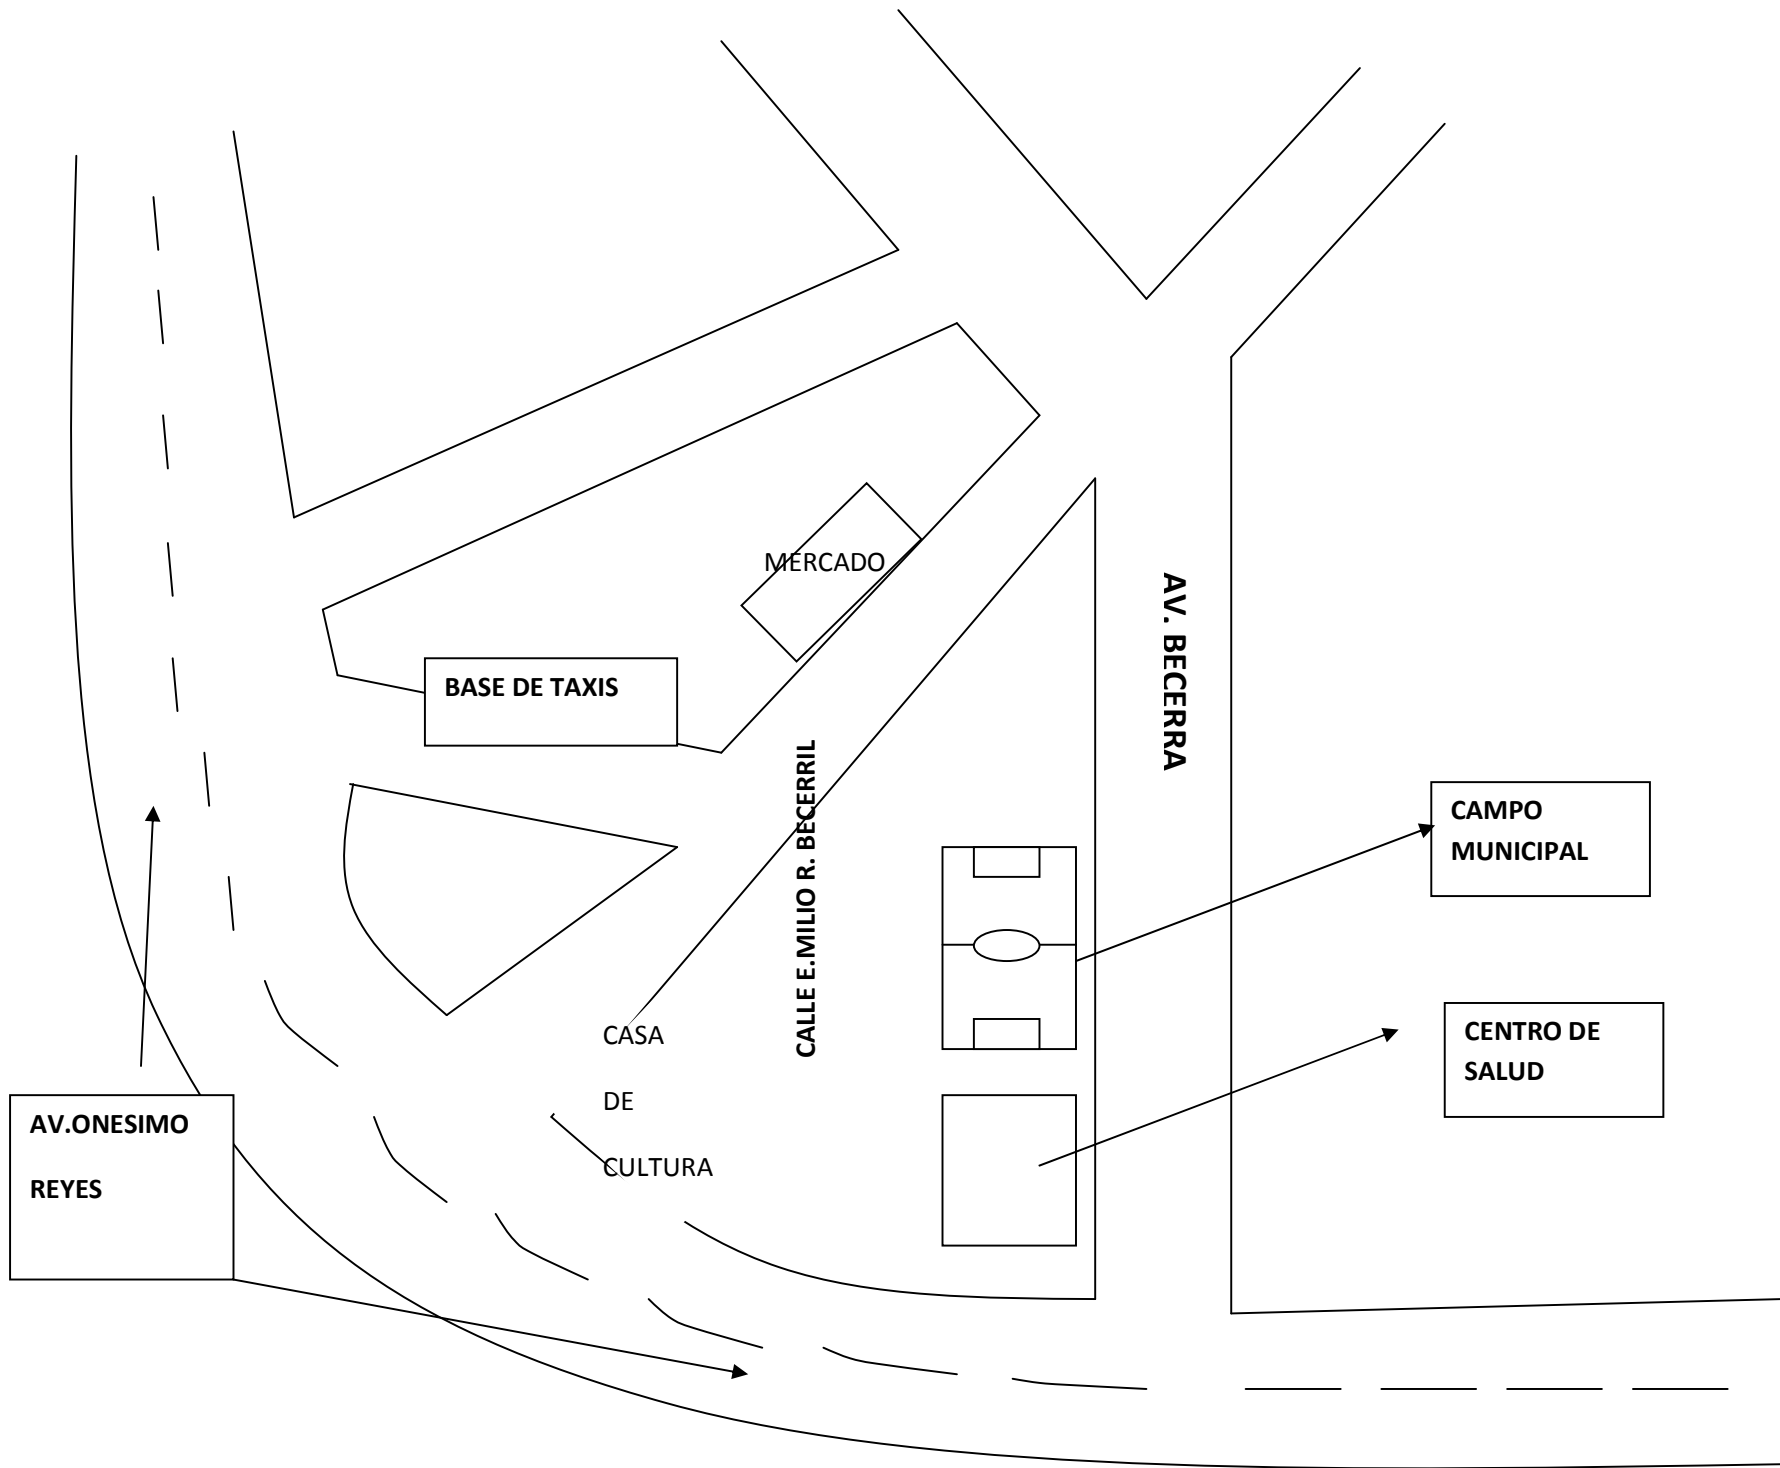 MERCADO
BASE DE TAXIS
AV. BECERRA
CALLE E.MILIO R. BECERRIL
CAMPO
MUNICIPAL
CENTRO DE
SALUD
CASA
DE
CULTURA
AV.ONESIMO
REYES